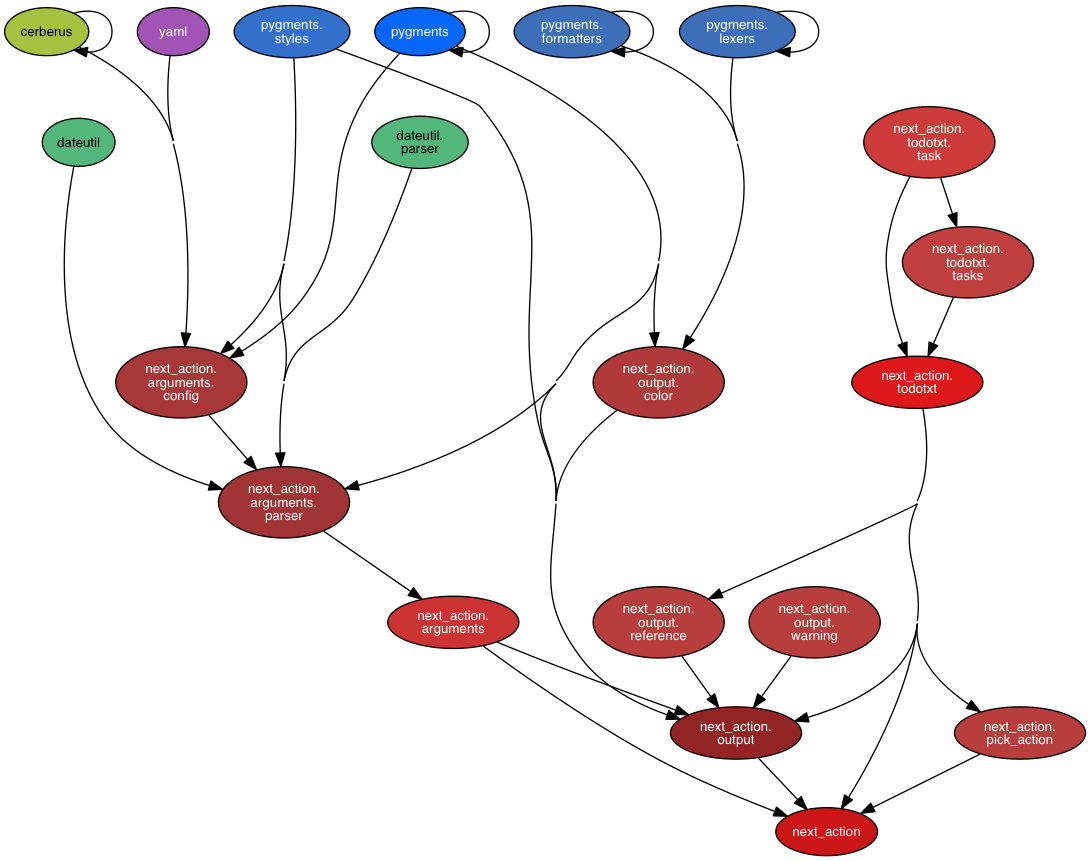 cerberus
yaml
pygments.
styles
pygments
pygments.
formatters
pygments.
lexers
dateutil
dateutil.
parser
next_action.
todotxt.
task
next_action.
todotxt.
tasks
next_action.
arguments.
config
next_action.
output.
color
next_action.
todotxt
next_action.
arguments.
parser
next_action.
arguments
next_action.
output.
reference
next_action.
output.
warning
next_action.
output
next_action.
pick_action
next_action